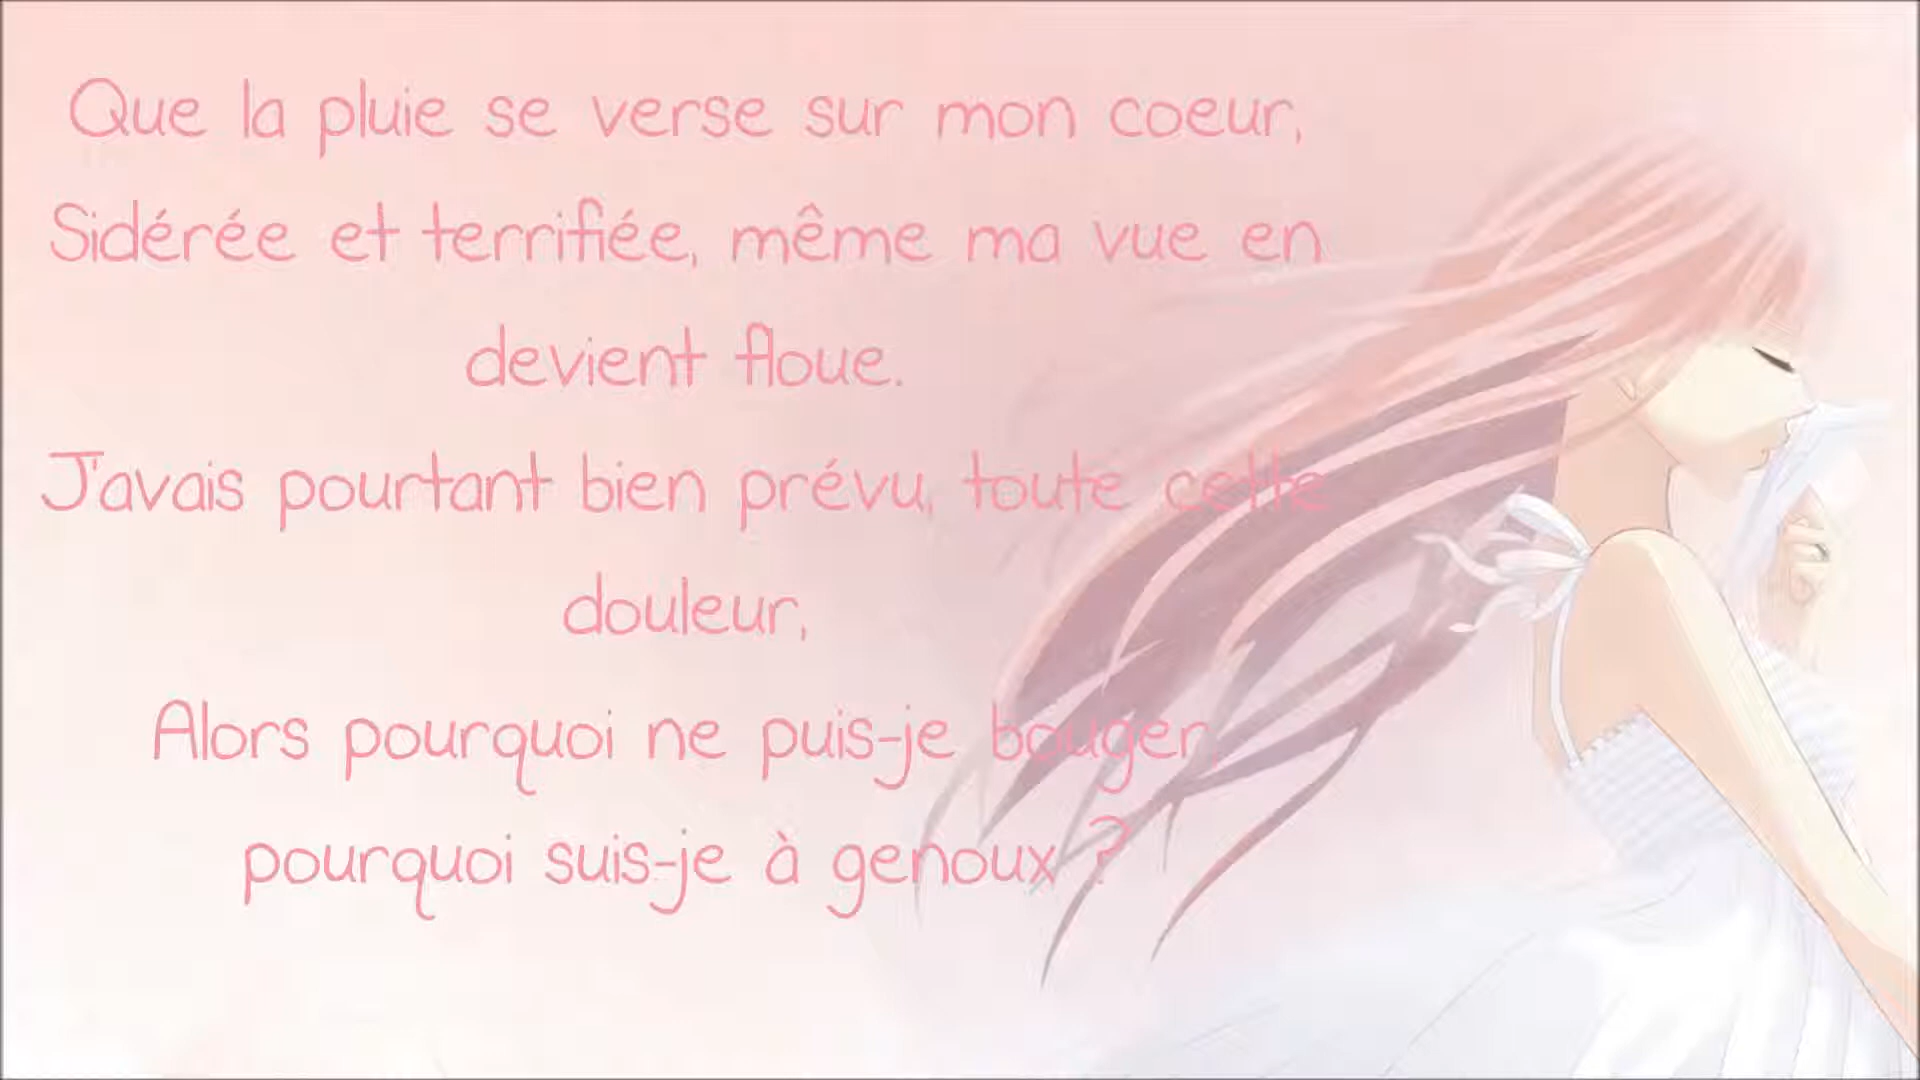 Que la pluie se verse sur mon coeur,
Sidérée et terrifiée, même ma vue en
devient floue.
J'avais pourtant bien prévu, toute cette
douleur,
Alors pourquoi ne puis-je bouger,
pourquoi suis-je à genoux ?